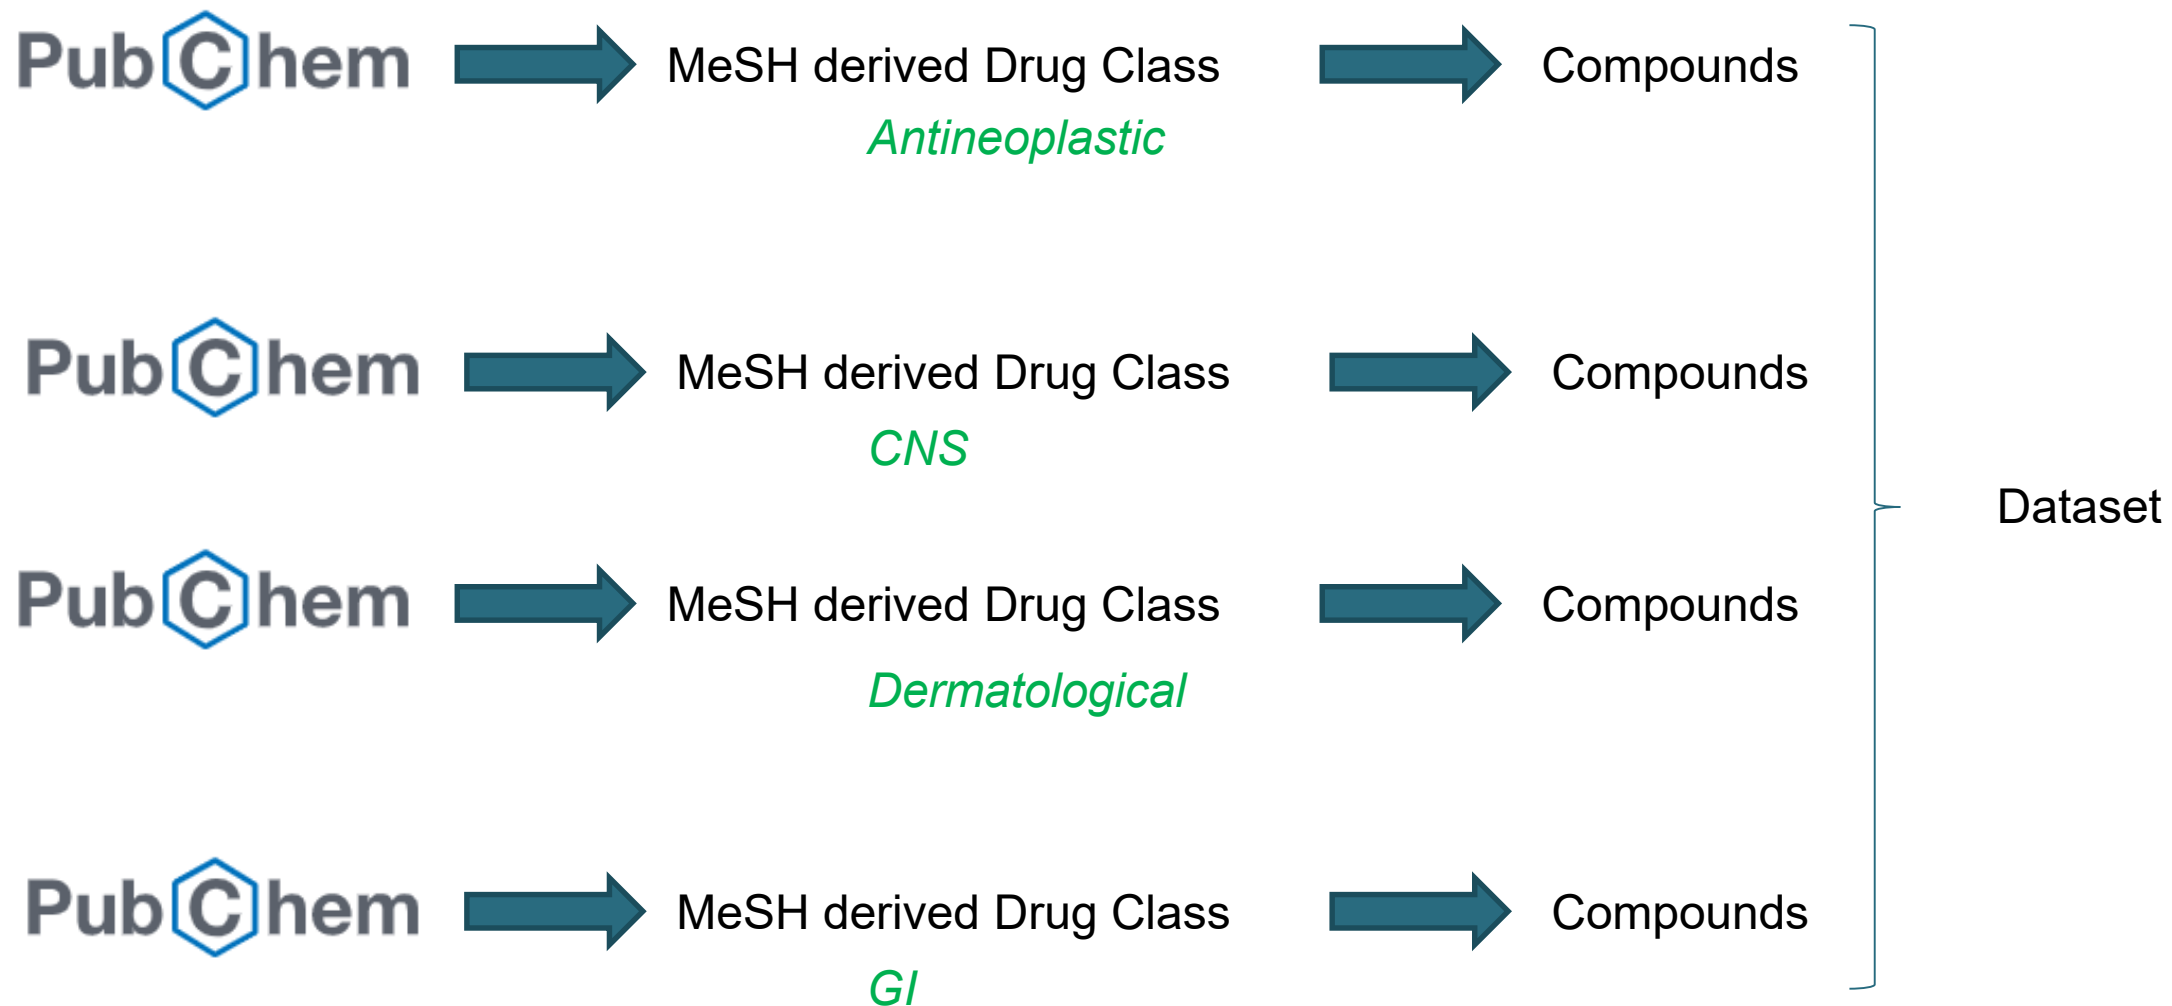 PubChem MeSH derived Drug Class Compounds
Antineoplastic
PubChem MeSH derived Drug Class Compounds
CNS
Dataset
PubChem MeSH derived Drug Class Compounds
Dermatological
PubChem MeSH derived Drug Class Compounds
GI